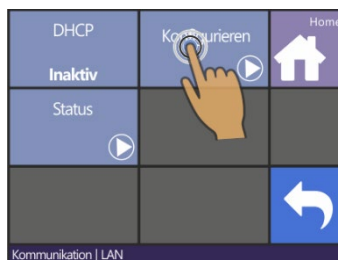 DHCP
Konfigurieren
Home
Inaktiv
Status
Kommunikation | LAN